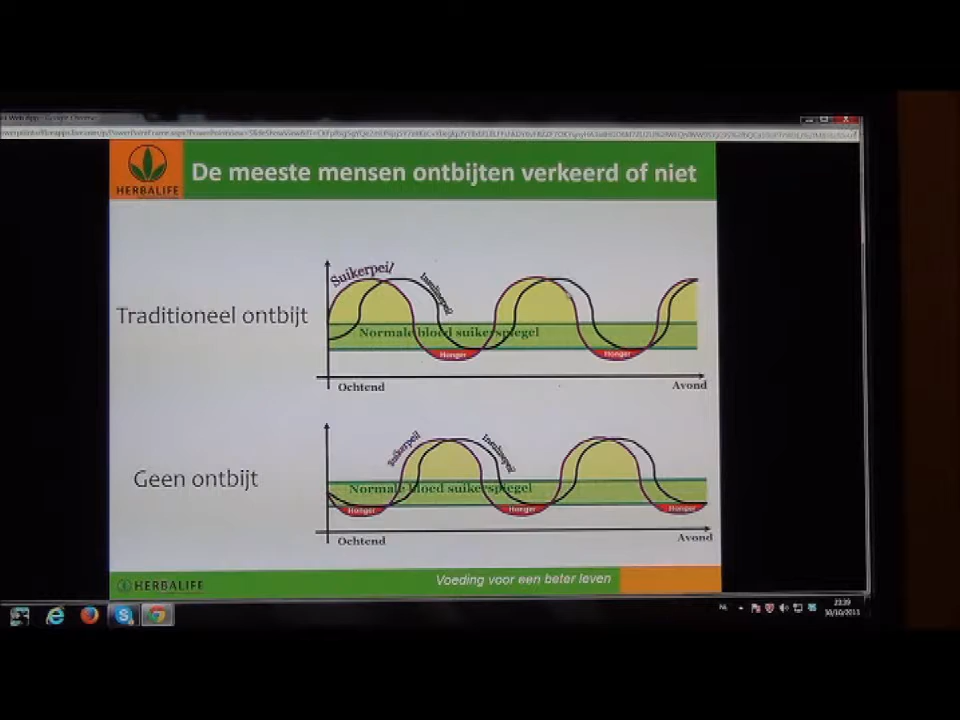 De meeste mensen ontbijten verkeerd of niet
HERBALIFE
Suikerpeil
Insulinepeil
Traditioneel ontbijt
Normale bloed suikerspiegel
Honger
Honger
Ochtend
Avond
Suikerpeil
Insulinepeil
Geen ontbijt
Normale bloed suikerspiegel
Honger
Honger
Honger
Ochtend
Avond
HERBALIFE
Voeding voor een beter leven
NL